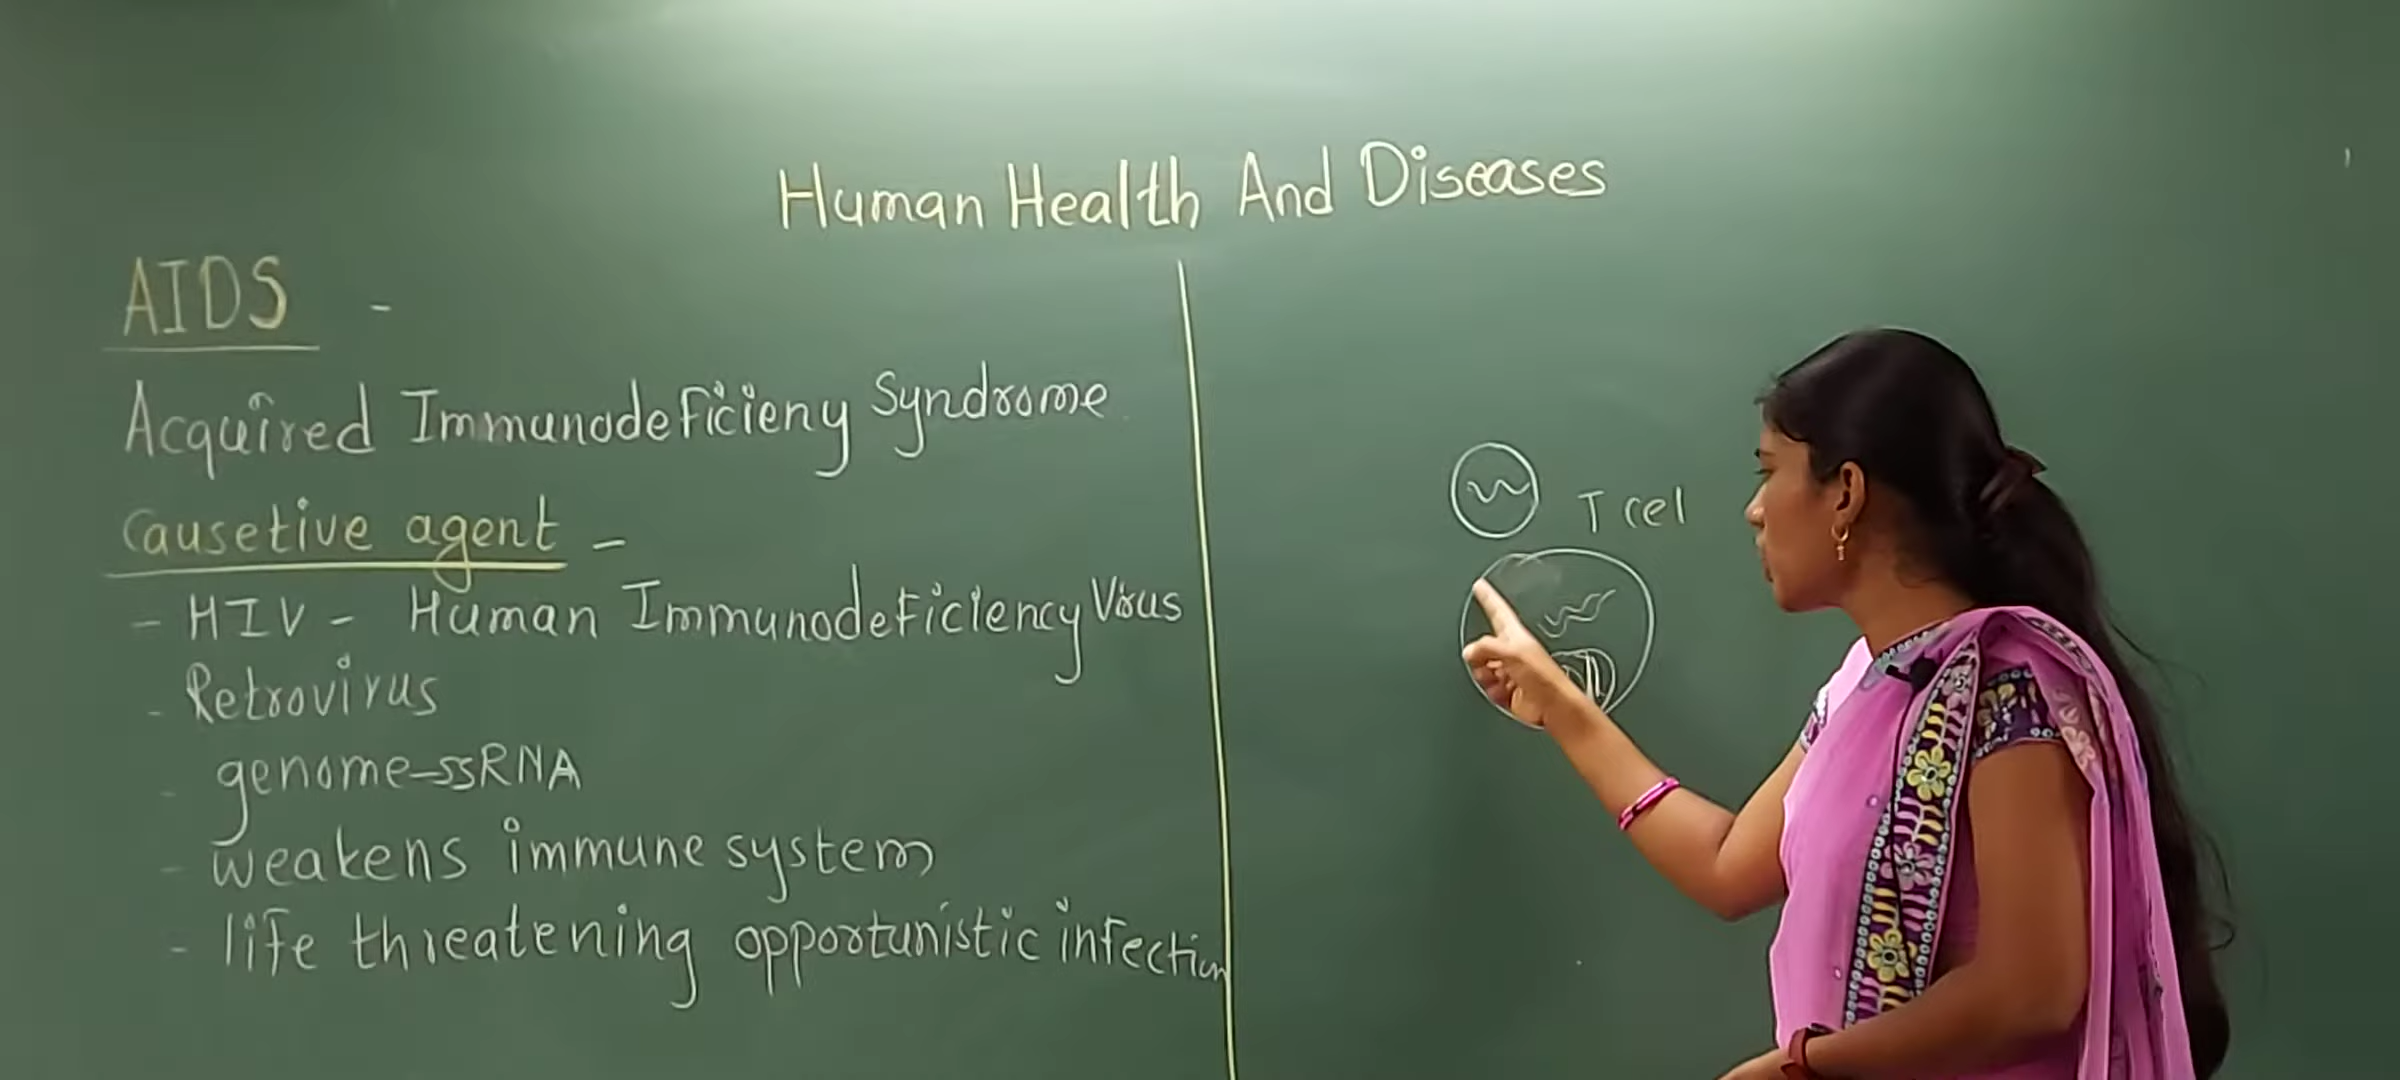 Human Health And Diseases
AIDS -
Acquired Immunodeficieny Syndrome
Causetive agent -
- HIV - Human Immunodeficiency Virus
- Retrovirus
- genome-ssRNA
- weakens immune system
- life threatening opportunistic infection
T cel